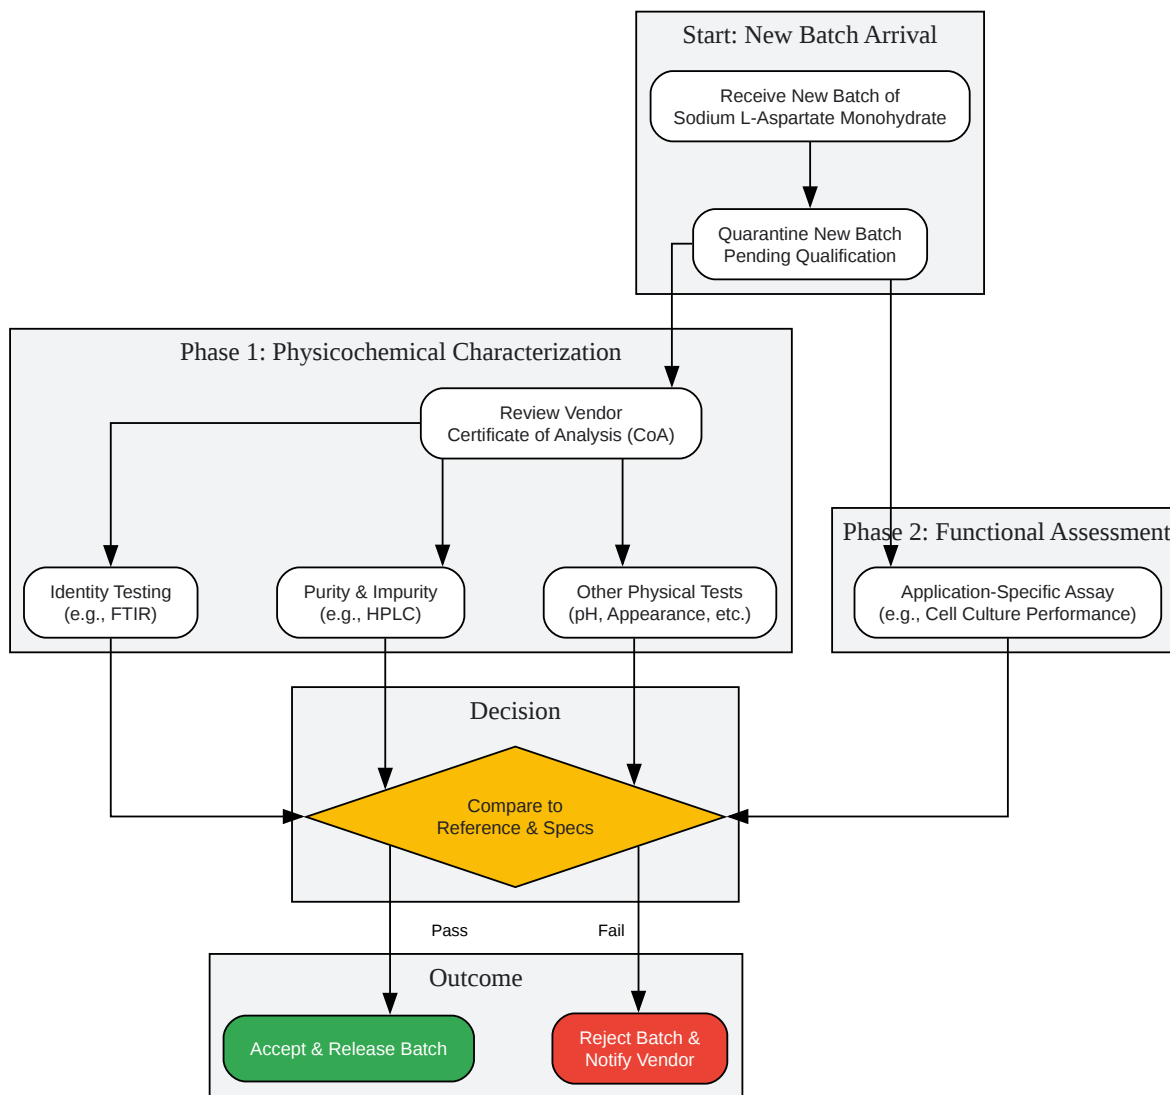 Start: New Batch Arrival
Receive New Batch of
Sodium L-Aspartate Monohydrate
Quarantine New Batch
Pending Qualification
Phase 1: Physicochemical Characterization
Review Vendor
Certificate of Analysis (CoA)
Identity Testing
(e.g., FTIR)
Purity & Impurity
(e.g., HPLC)
Other Physical Tests
(pH, Appearance, etc.)
Phase 2: Functional Assessment
Application-Specific Assay
(e.g., Cell Culture Performance)
Decision
Compare to
Reference & Specs
Pass
Fail
Outcome
Accept & Release Batch
Reject Batch &
Notify Vendor